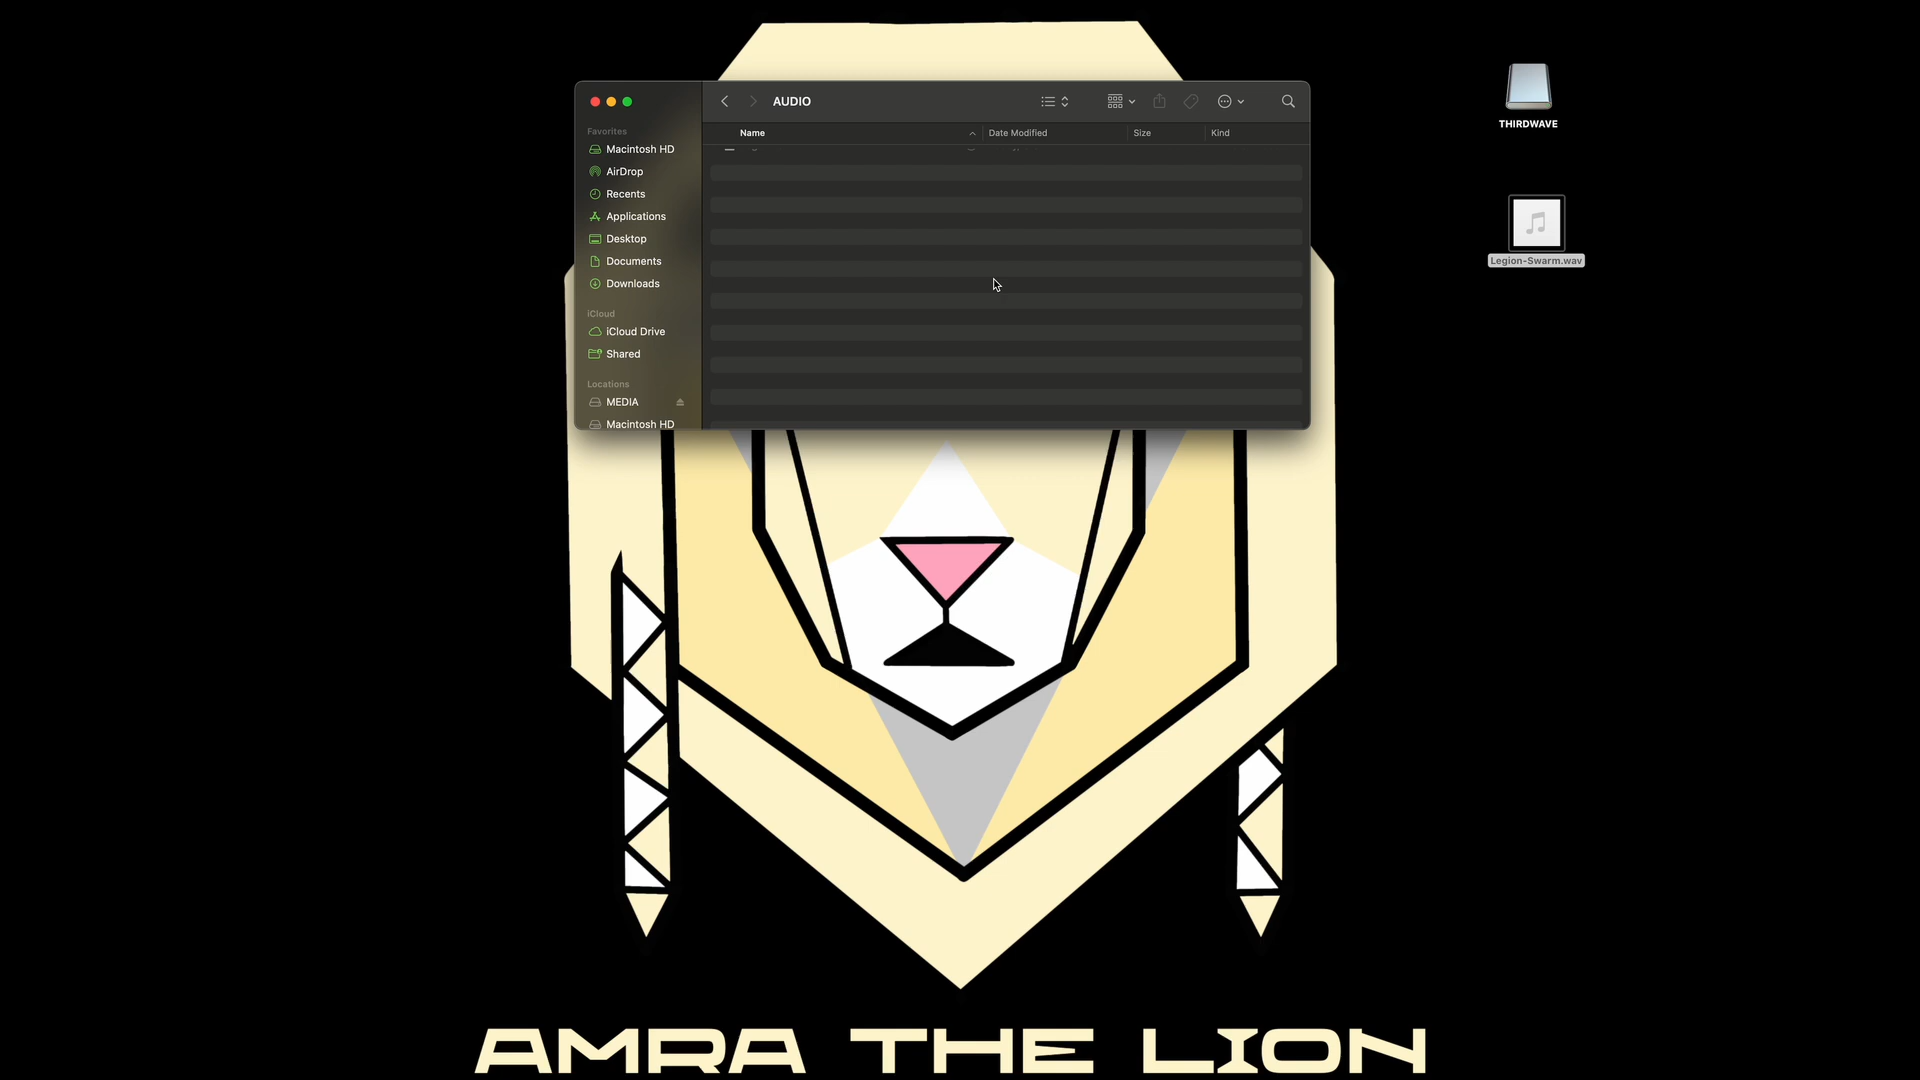 AUDIO
Name
Date Modified
Size
Kind
Favorites
Macintosh HD
AirDrop
Recents
Applications
Desktop
Documents
Downloads
iCloud
iCloud Drive
Shared
Locations
MEDIA
Macintosh HD
THIRDWAVE
Legion-Swarm.wav
AMRA THE LION